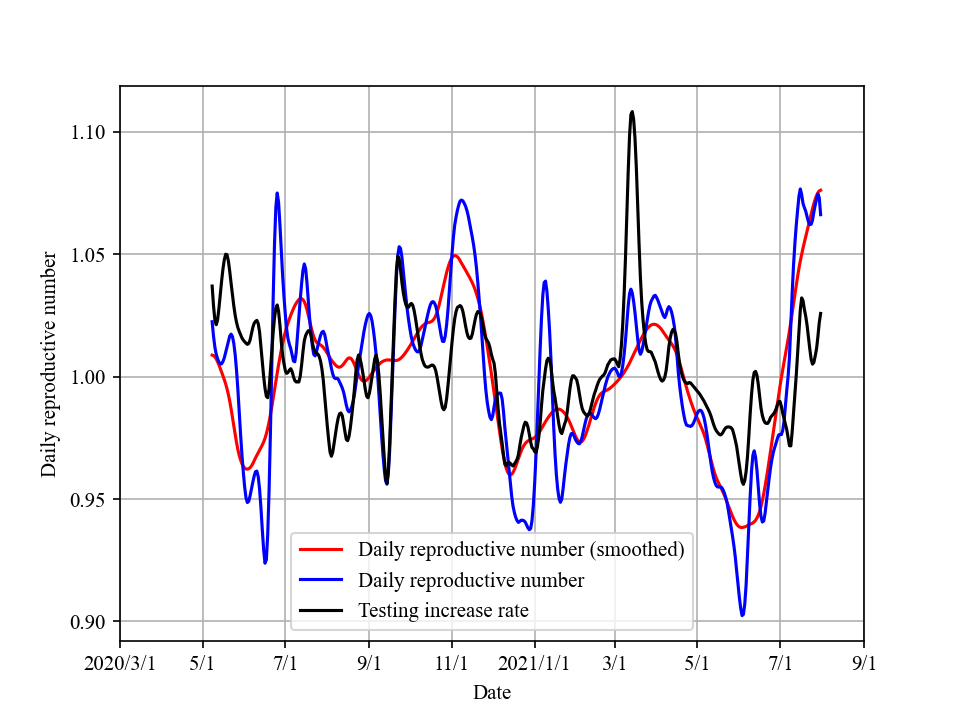 Daily reproductive number
1.10
1.05
1.00
0.95
0.90
Daily reproductive number (smoothed)
Daily reproductive number
Testing increase rate
2020/3/1 5/1 7/1 9/1 11/1 2021/1/1 3/1 5/1 7/1 9/1
Date